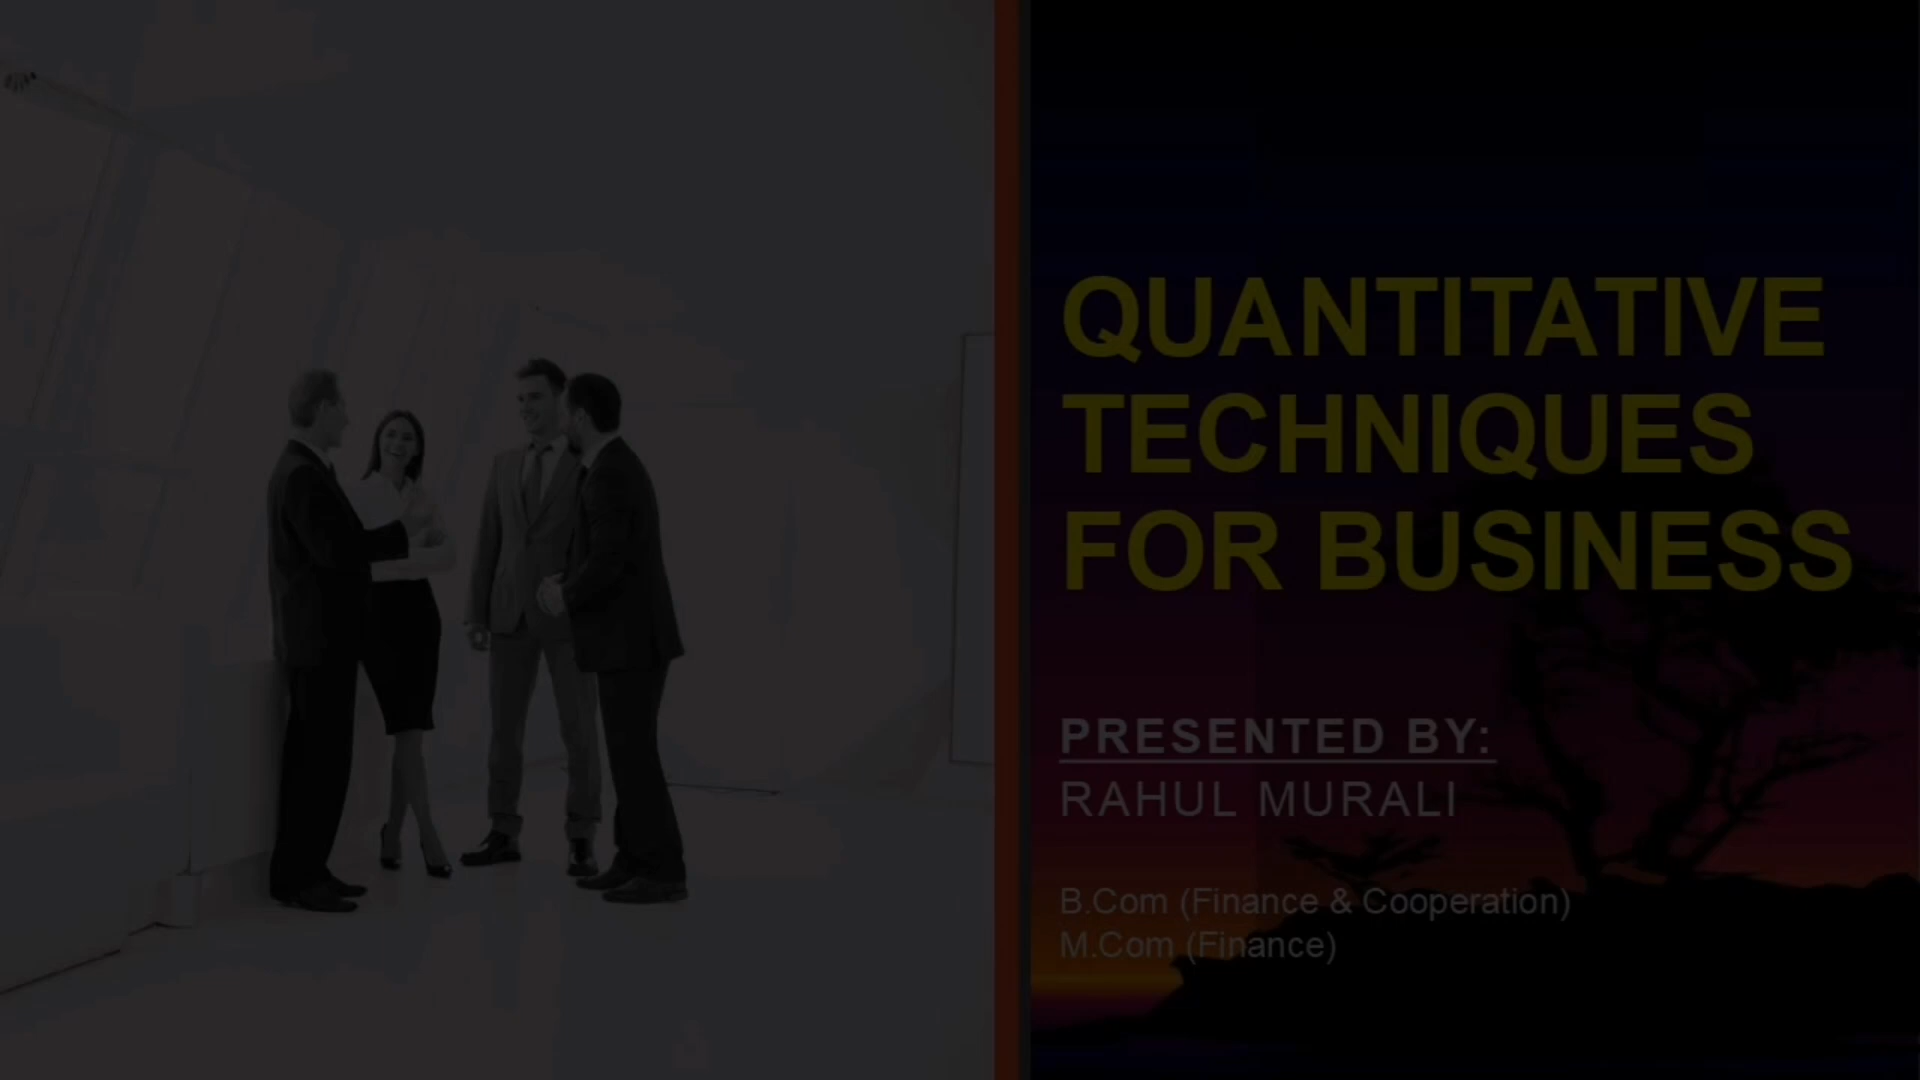 QUANTITATIVE
TECHNIQUES
FOR BUSINESS
PRESENTED BY:
RAHUL MURALI
B.Com (Finance & Cooperation)
M.Com (Finance)